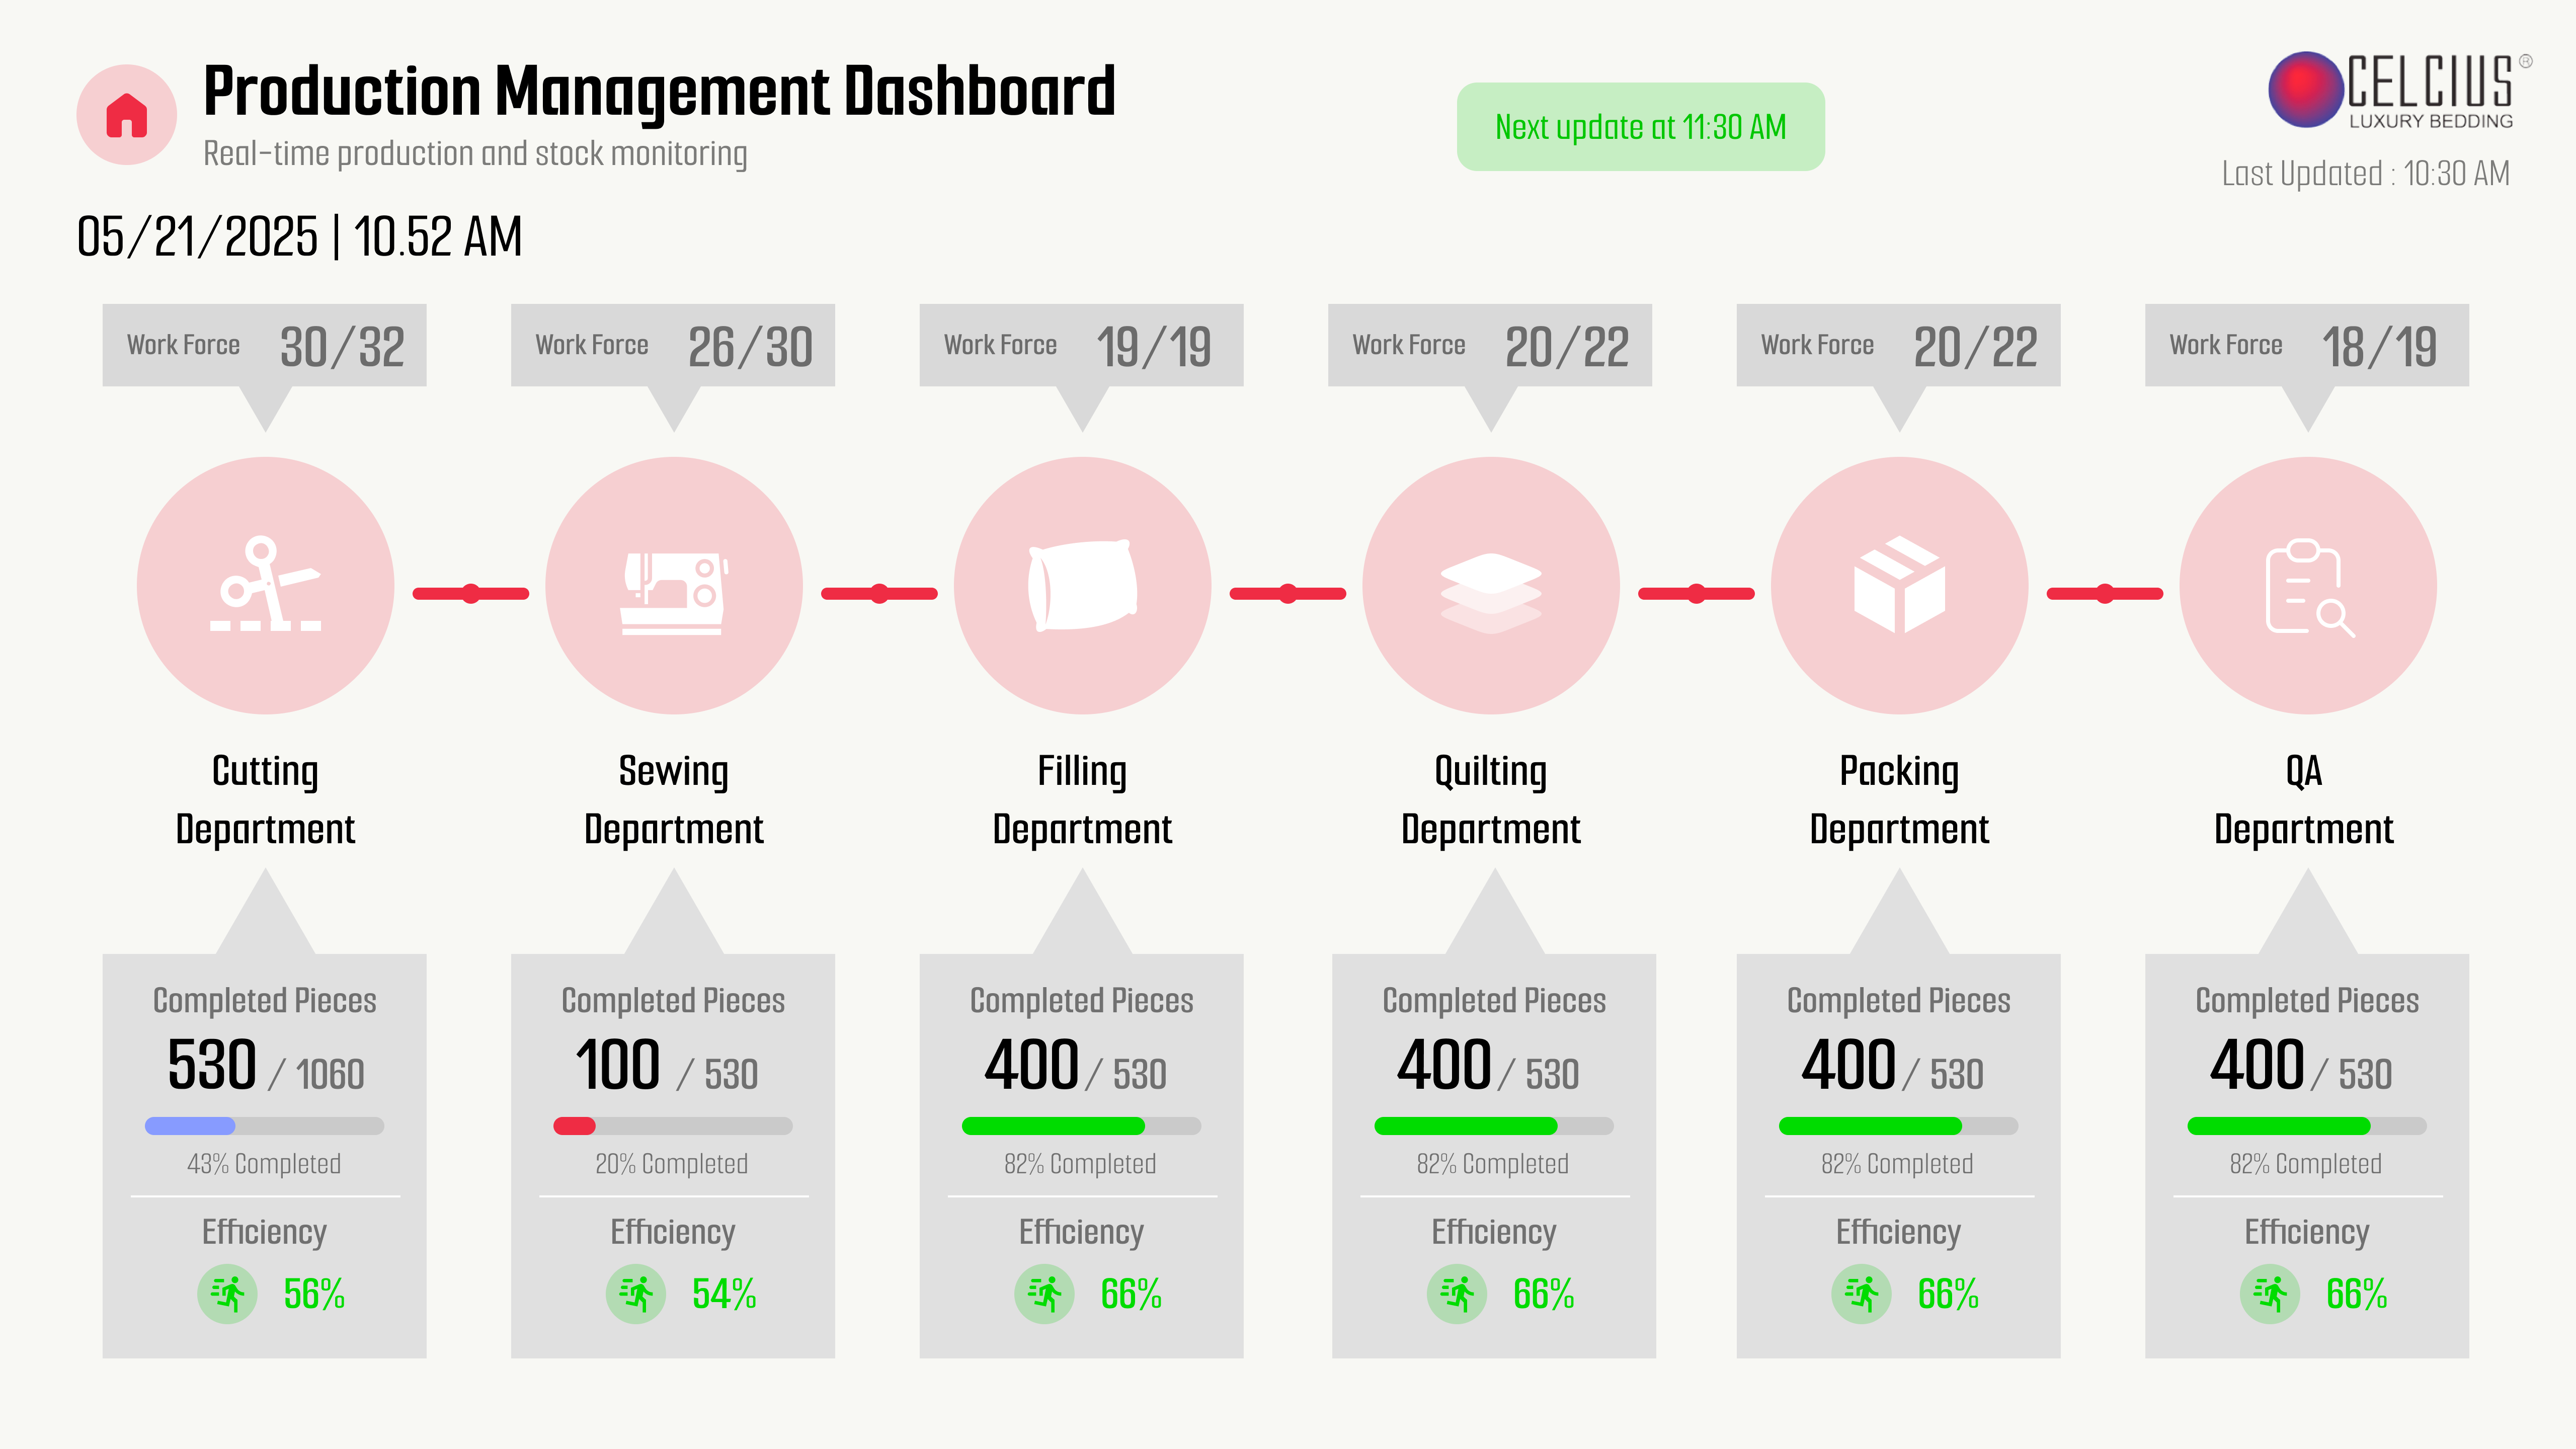 Production Management Dashboard
Real-time production and stock monitoring
Next update at 11:30 AM
CELCIUS ®
LUXURY BEDDING
Last Updated : 10:30 AM
05/21/2025 | 10.52 AM
Work Force 30/32
Work Force 26/30
Work Force 19/19
Work Force 20/22
Work Force 20/22
Work Force 18/19
Cutting
Department
Sewing
Department
Filling
Department
Quilting
Department
Packing
Department
QA
Department
Completed Pieces
530 / 1060
43% Completed
Efficiency
56%
Completed Pieces
100 / 530
20% Completed
Efficiency
54%
Completed Pieces
400 / 530
82% Completed
Efficiency
66%
Completed Pieces
400 / 530
82% Completed
Efficiency
66%
Completed Pieces
400 / 530
82% Completed
Efficiency
66%
Completed Pieces
400 / 530
82% Completed
Efficiency
66%